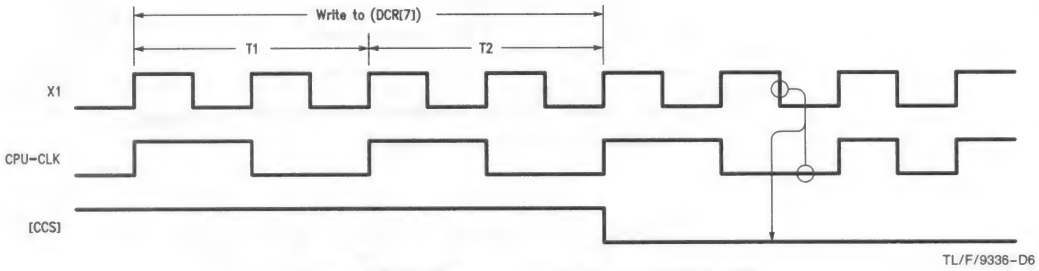 Write to (DCR[7])
T1
T2
X1
CPU-CLK
[CCS]
TL/F/9336-D6